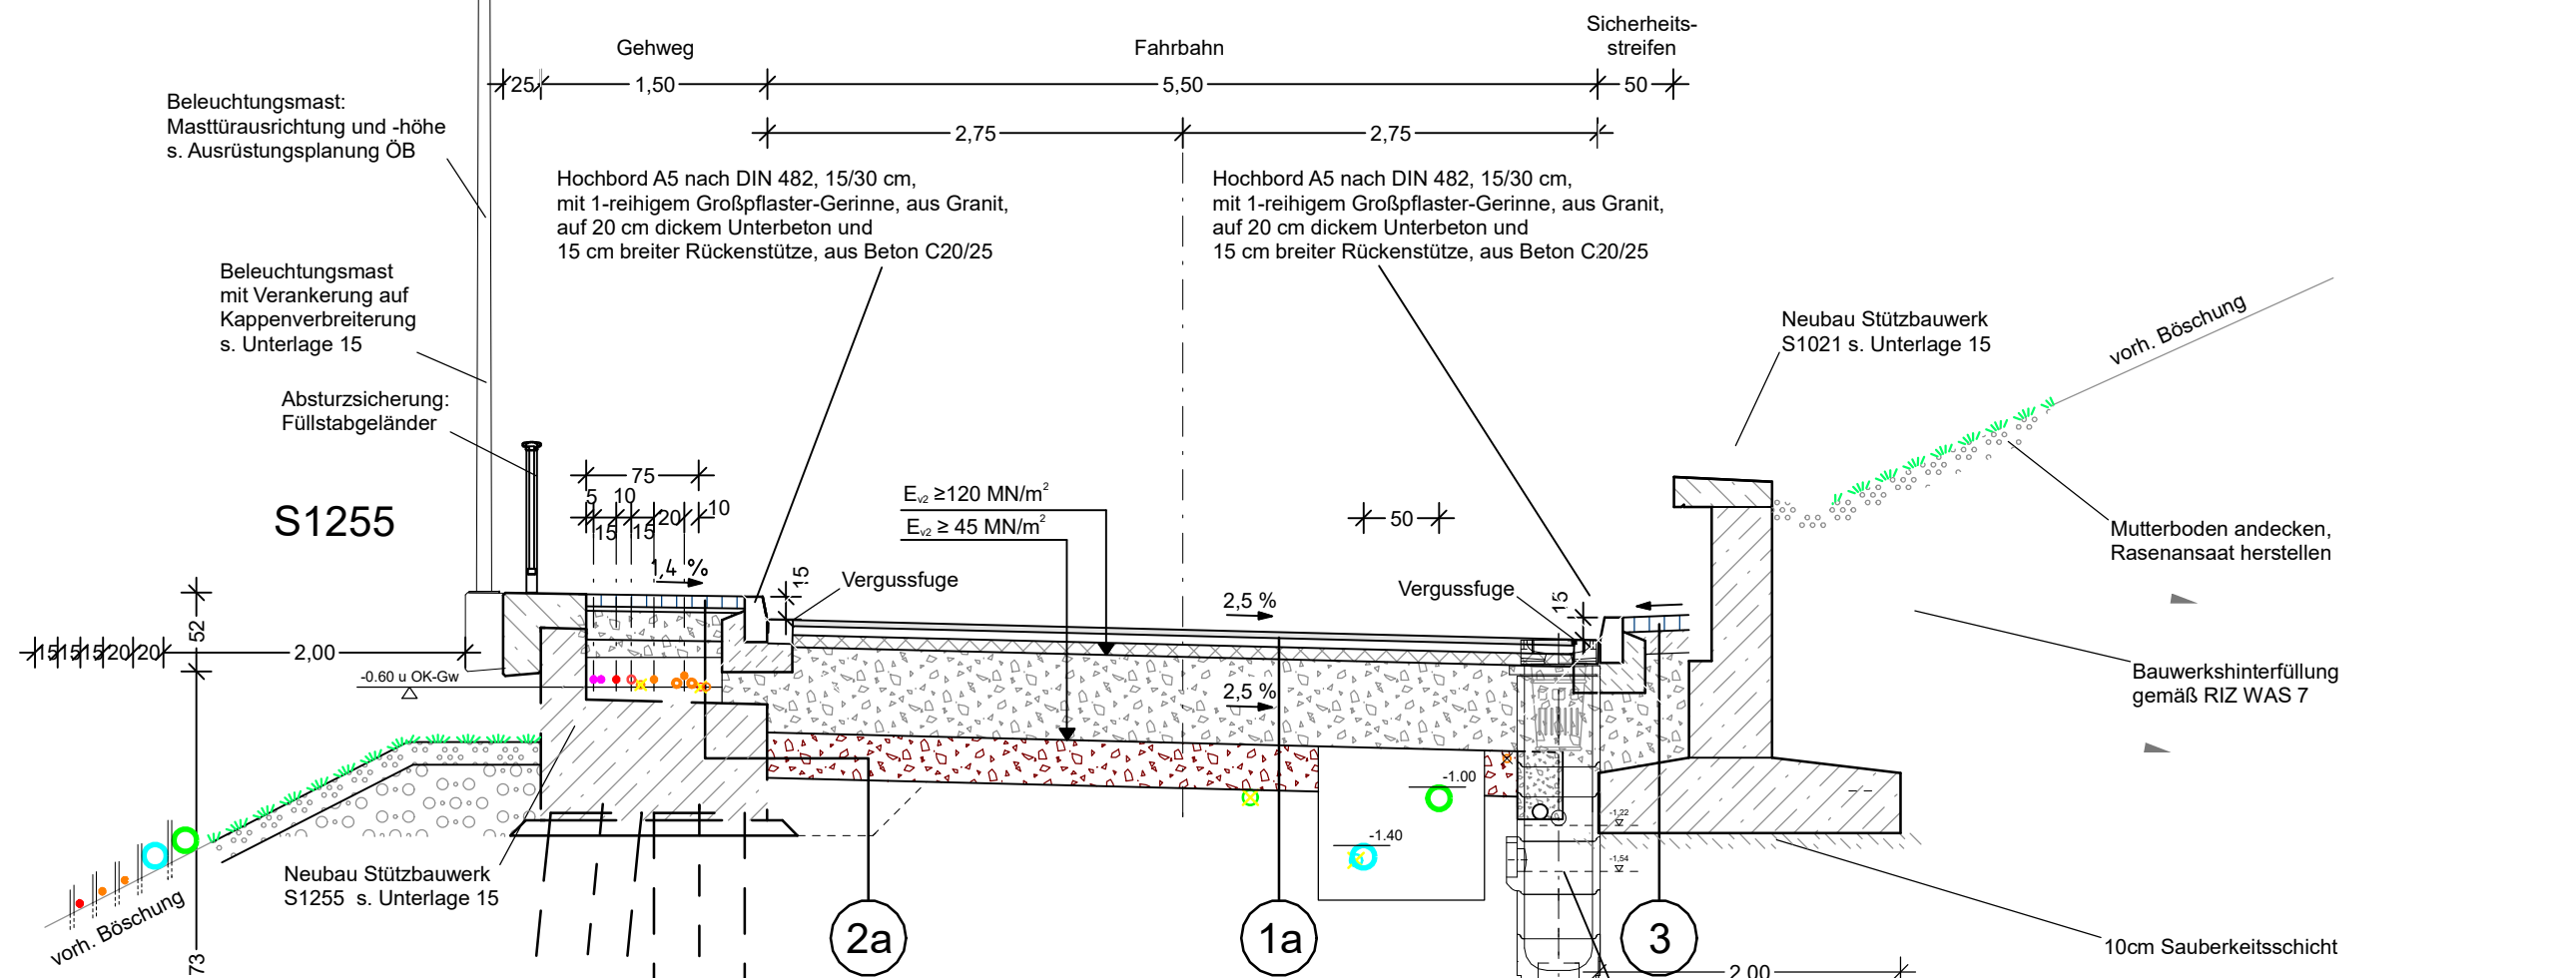 Sicherheits-
streifen
Gehweg
Fahrbahn
25
1,50
5,50
50
2,75
2,75
Beleuchtungsmast:
Masttürausrichtung und -höhe
s. Ausrüstungsplanung ÖB
Hochbord A5 nach DIN 482, 15/30 cm,
mit 1-reihigem Großpflaster-Gerinne, aus Granit,
auf 20 cm dickem Unterbeton und
15 cm breiter Rückenstütze, aus Beton C20/25
Hochbord A5 nach DIN 482, 15/30 cm,
mit 1-reihigem Großpflaster-Gerinne, aus Granit,
auf 20 cm dickem Unterbeton und
15 cm breiter Rückenstütze, aus Beton C20/25
Beleuchtungsmast
mit Verankerung auf
Kappenverbreiterung
s. Unterlage 15
Neubau Stützbauwerk
S1021 s. Unterlage 15
vorh. Böschung
Absturzsicherung:
Füllstabgeländer
S1255
75
5
10
20
10
15
15
1,4 %
15
Vergussfuge
Ev2 ≥120 MN/m²
Ev2 ≥ 45 MN/m²
50
Vergussfuge
15
2,5 %
2,5 %
Mutterboden andecken,
Rasenansaat herstellen
Bauwerkshinterfüllung
gemäß RIZ WAS 7
52
15
15
15
20
20
2,00
-0.60 u OK-Gw
-1.00
-1.40
-1,22
-1,54
Neubau Stützbauwerk
S1255 s. Unterlage 15
vorh. Böschung
73
2a
1a
3
10cm Sauberkeitsschicht
2,00